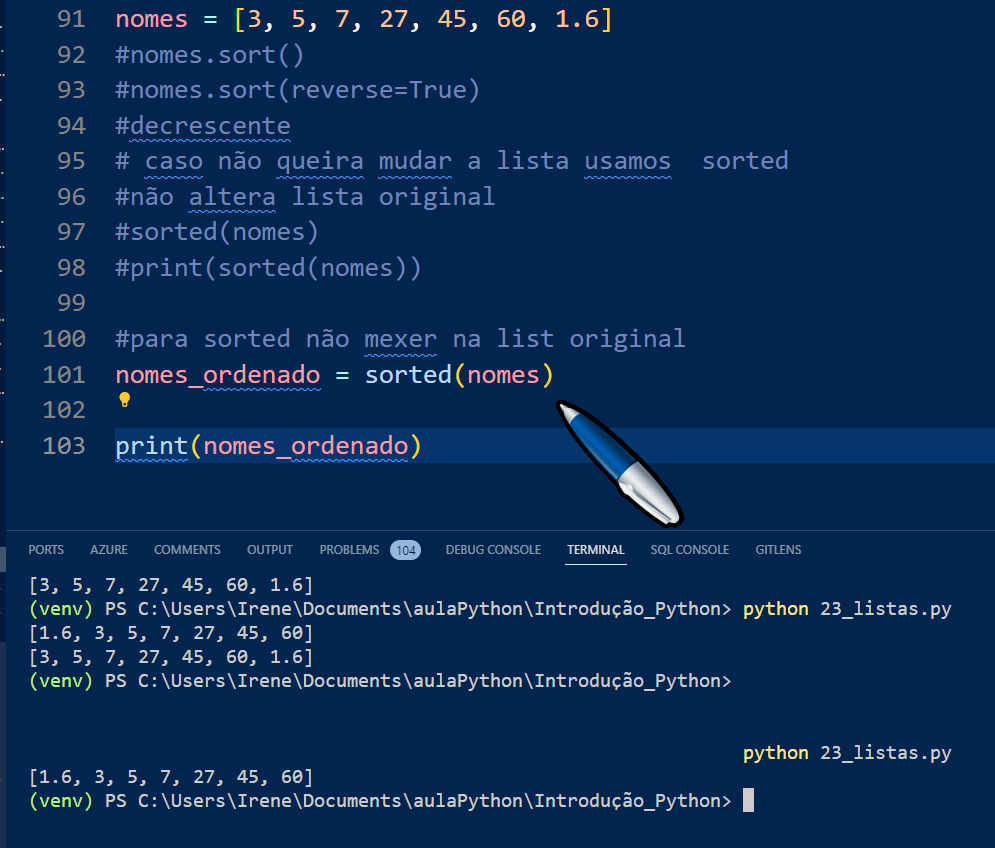 91 nomes = [3, 5, 7, 27, 45, 60, 1.6]
92 #nomes.sort()
93 #nomes.sort(reverse=True)
94 #decrescente
95 # caso não queira mudar a lista usamos  sorted
96 #não altera lista original
97 #sorted(nomes)
98 #print(sorted(nomes))
99
100 #para sorted não mexer na list original
101 nomes_ordenado = sorted(nomes)
102
103 print(nomes_ordenado)
PORTS AZURE COMMENTS OUTPUT PROBLEMS 104 DEBUG CONSOLE TERMINAL SQL CONSOLE GITLENS
[3, 5, 7, 27, 45, 60, 1.6]
(venv) PS C:\Users\Irene\Documents\aulaPython\Introdução_Python> python 23_listas.py
[1.6, 3, 5, 7, 27, 45, 60]
[3, 5, 7, 27, 45, 60, 1.6]
(venv) PS C:\Users\Irene\Documents\aulaPython\Introdução_Python>
python 23_listas.py
[1.6, 3, 5, 7, 27, 45, 60]
(venv) PS C:\Users\Irene\Documents\aulaPython\Introdução_Python>